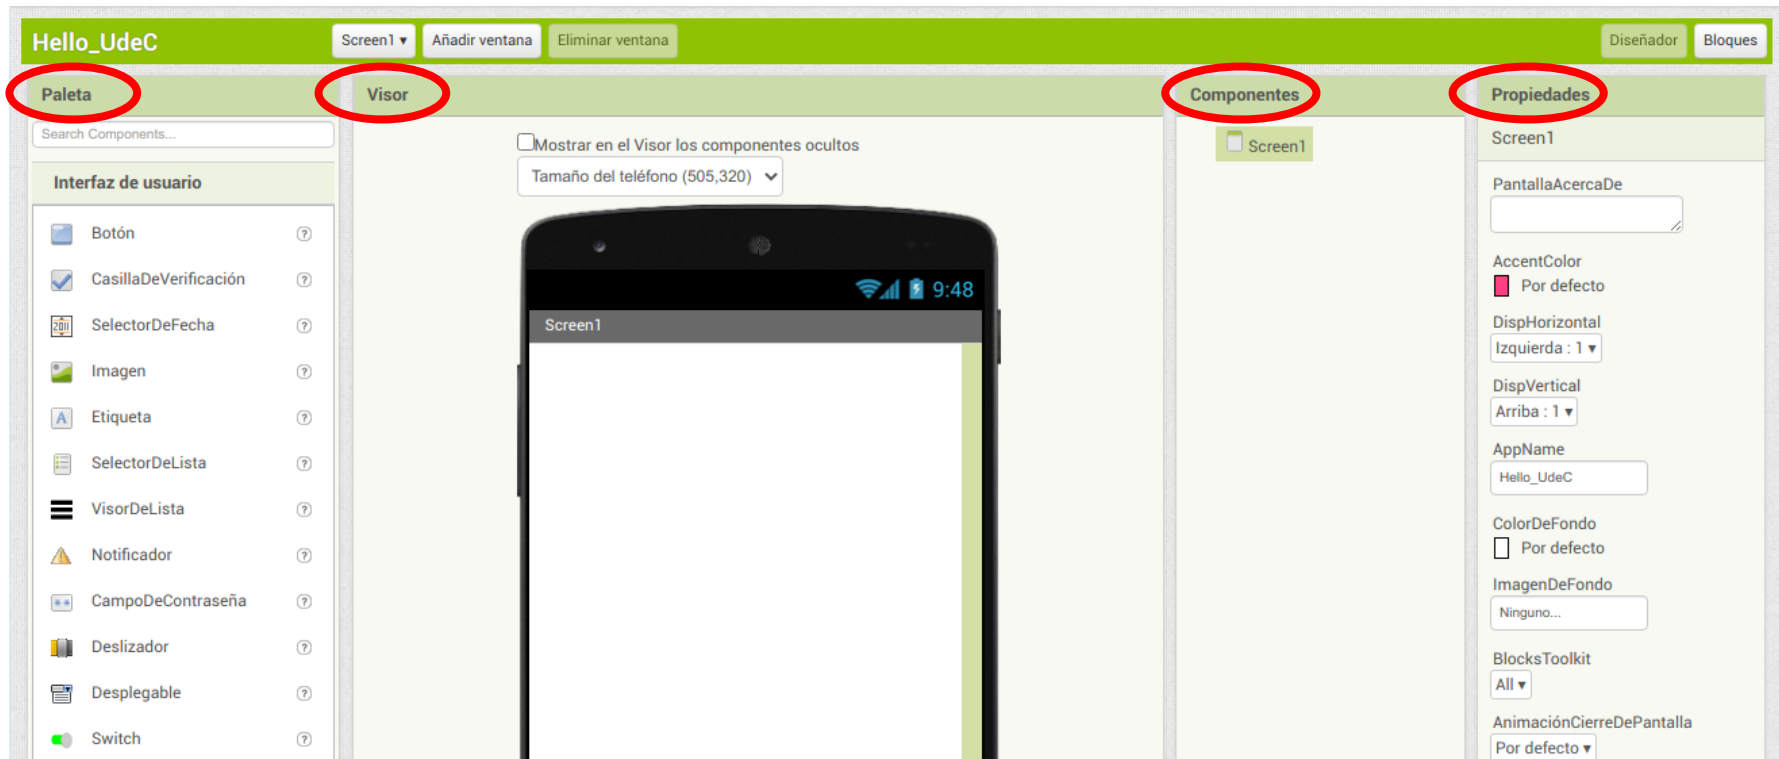 Hello_UdeC
Screen1 ▾
Añadir ventana
Eliminar ventana
Diseñador
Bloques
Paleta
Search Components...
Interfaz de usuario
Botón
CasillaDeVerificación
SelectorDeFecha
2011
Imagen
A Etiqueta
SelectorDeLista
VisorDeLista
Notificador
CampoDeContraseña
Deslizador
Desplegable
Switch
Visor
Mostrar en el Visor los componentes ocultos
Tamaño del teléfono (505,320)
9:48
Screen1
Componentes
Screen1
Propiedades
Screen1
PantallaAcercaDe
AccentColor
Por defecto
DispHorizontal
Izquierda : 1 ▾
DispVertical
Arriba : 1 ▾
AppName
Hello_UdeC
ColorDeFondo
Por defecto
ImagenDeFondo
Ninguno...
BlocksToolkit
All ▾
AnimaciónCierreDePantalla
Por defecto ▾